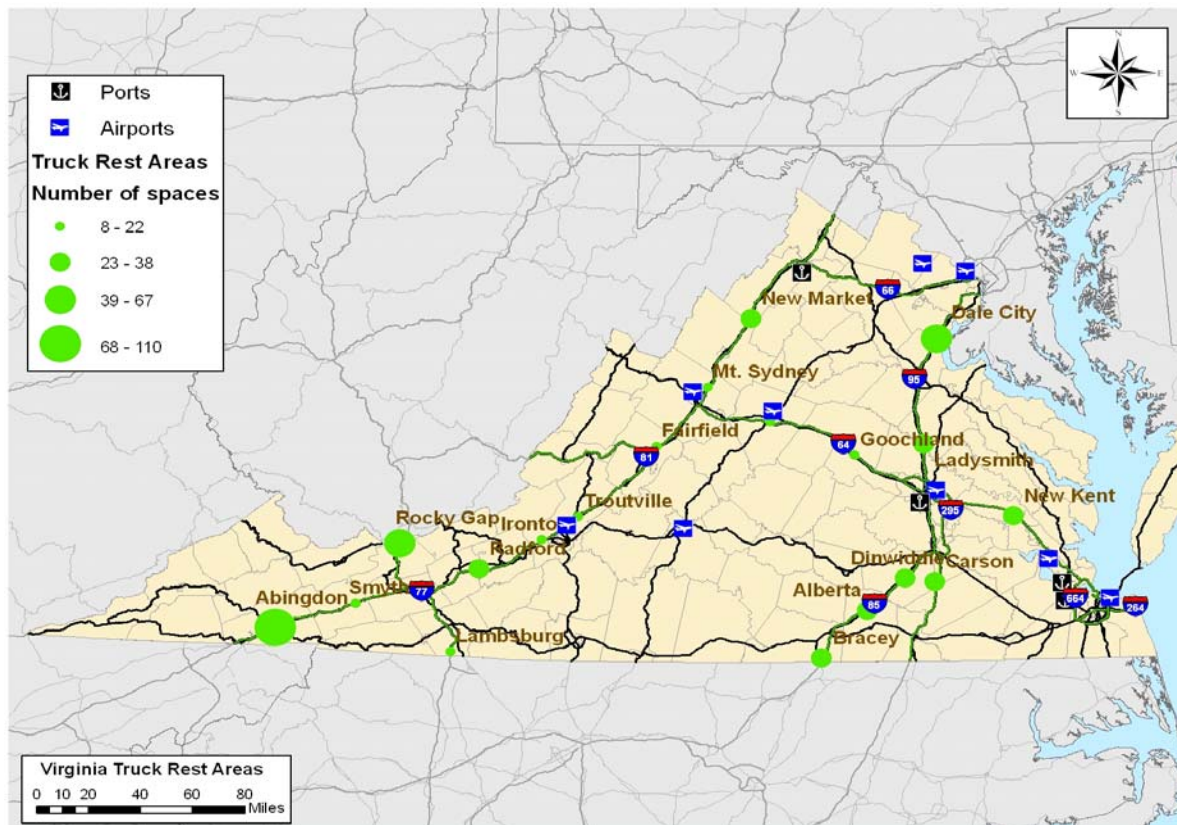 N
W
E
S
Ports
Airports
Truck Rest Areas
Number of spaces
8 - 22
23 - 38
39 - 67
68 - 110
New Market
66
Dale City
95
Mt. Sydney
Fairfield
81
64
Goochland
Ladysmith
295
New Kent
Troutville
Rocky Gap
Ironto
Radford
Dinwiddie
Carson
Smyth
77
Abingdon
Alberta
85
664
264
Lambsburg
Bracey
Virginia Truck Rest Areas
0 10 20 40 60 80
Miles